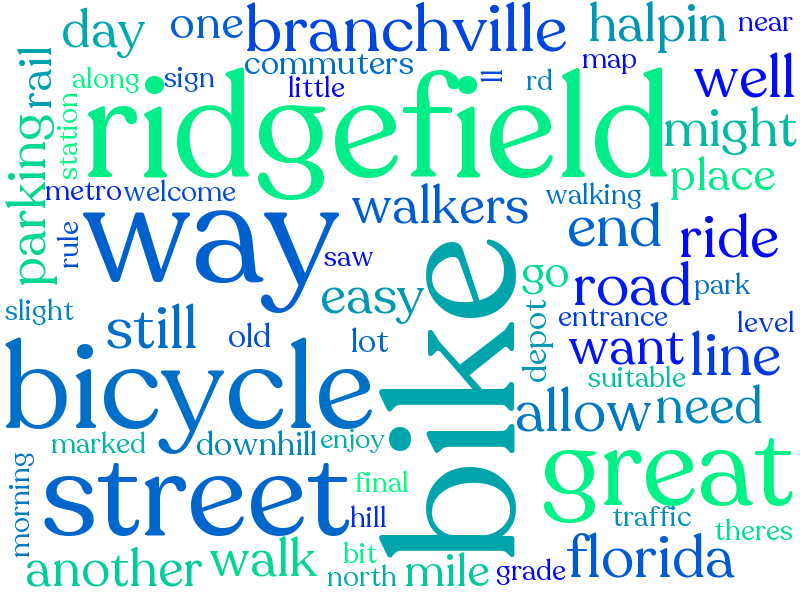 day
one
branchville
halpin
near
rail
along
sign
commuters
little
ll
rd
map
well
parking
station
ridgefield
might
place
metro
welcome
walkers
walking
end
ride
rule
way
saw
easy
bike
go
road
park
slight
still
old
lot
depot
entrance
level
want
line
suitable
bicycle
allow
need
marked
downhill
enjoy
great
morning
street
final
hill
traffic
theres
another
walk
bit
north
mile
grade
florida